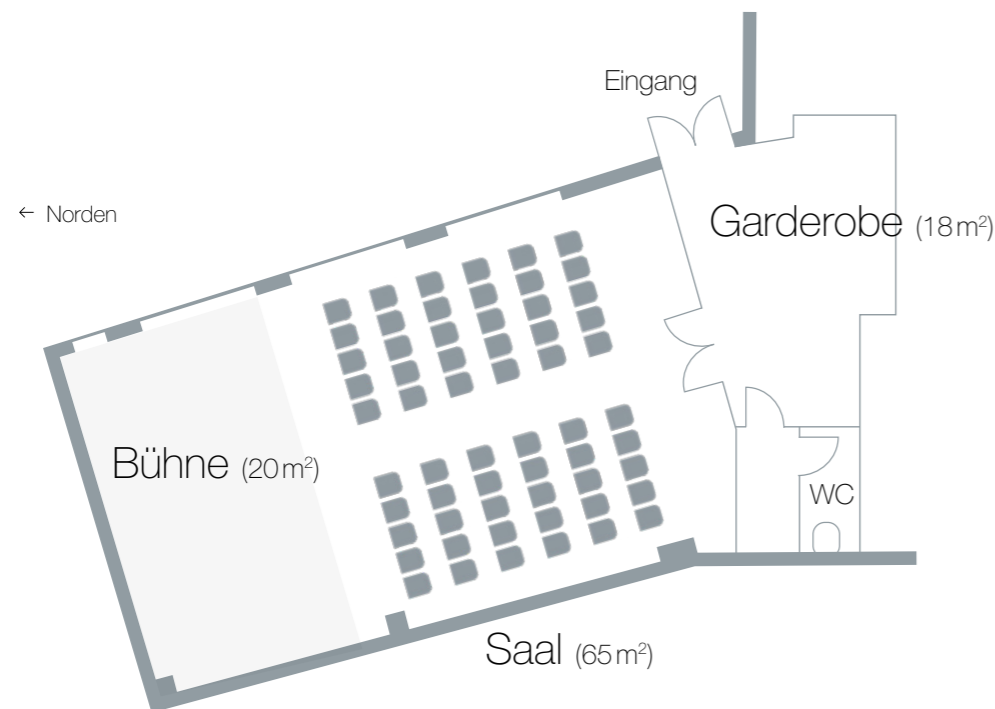 Eingang
← Norden
Garderobe (18 m²)
Bühne (20 m²)
WC
Saal (65 m²)